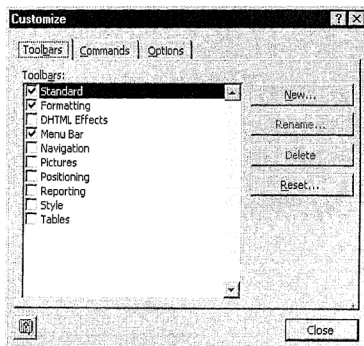 Customize
Toolbars Commands Options
Toolbars:
Standard
Formatting
DHTML Effects
Menu Bar
Navigation
Pictures
Positioning
Reporting
Style
Tables
New...
Rename...
Delete
Reset...
Close